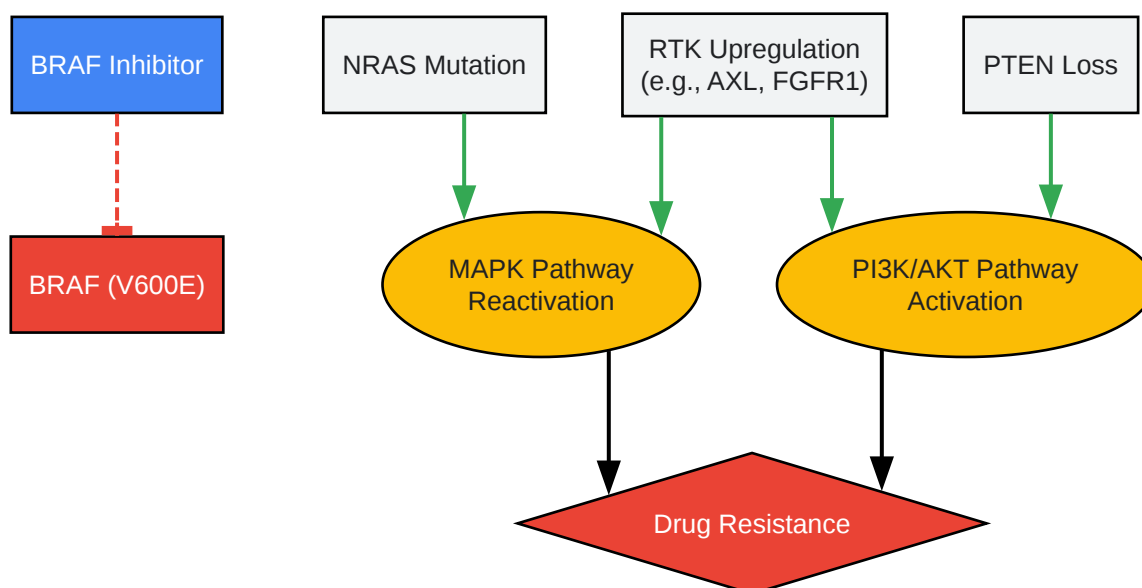 BRAF Inhibitor
NRAS Mutation
RTK Upregulation
(e.g., AXL, FGFR1)
PTEN Loss
BRAF (V600E)
MAPK Pathway
Reactivation
PI3K/AKT Pathway
Activation
Drug Resistance